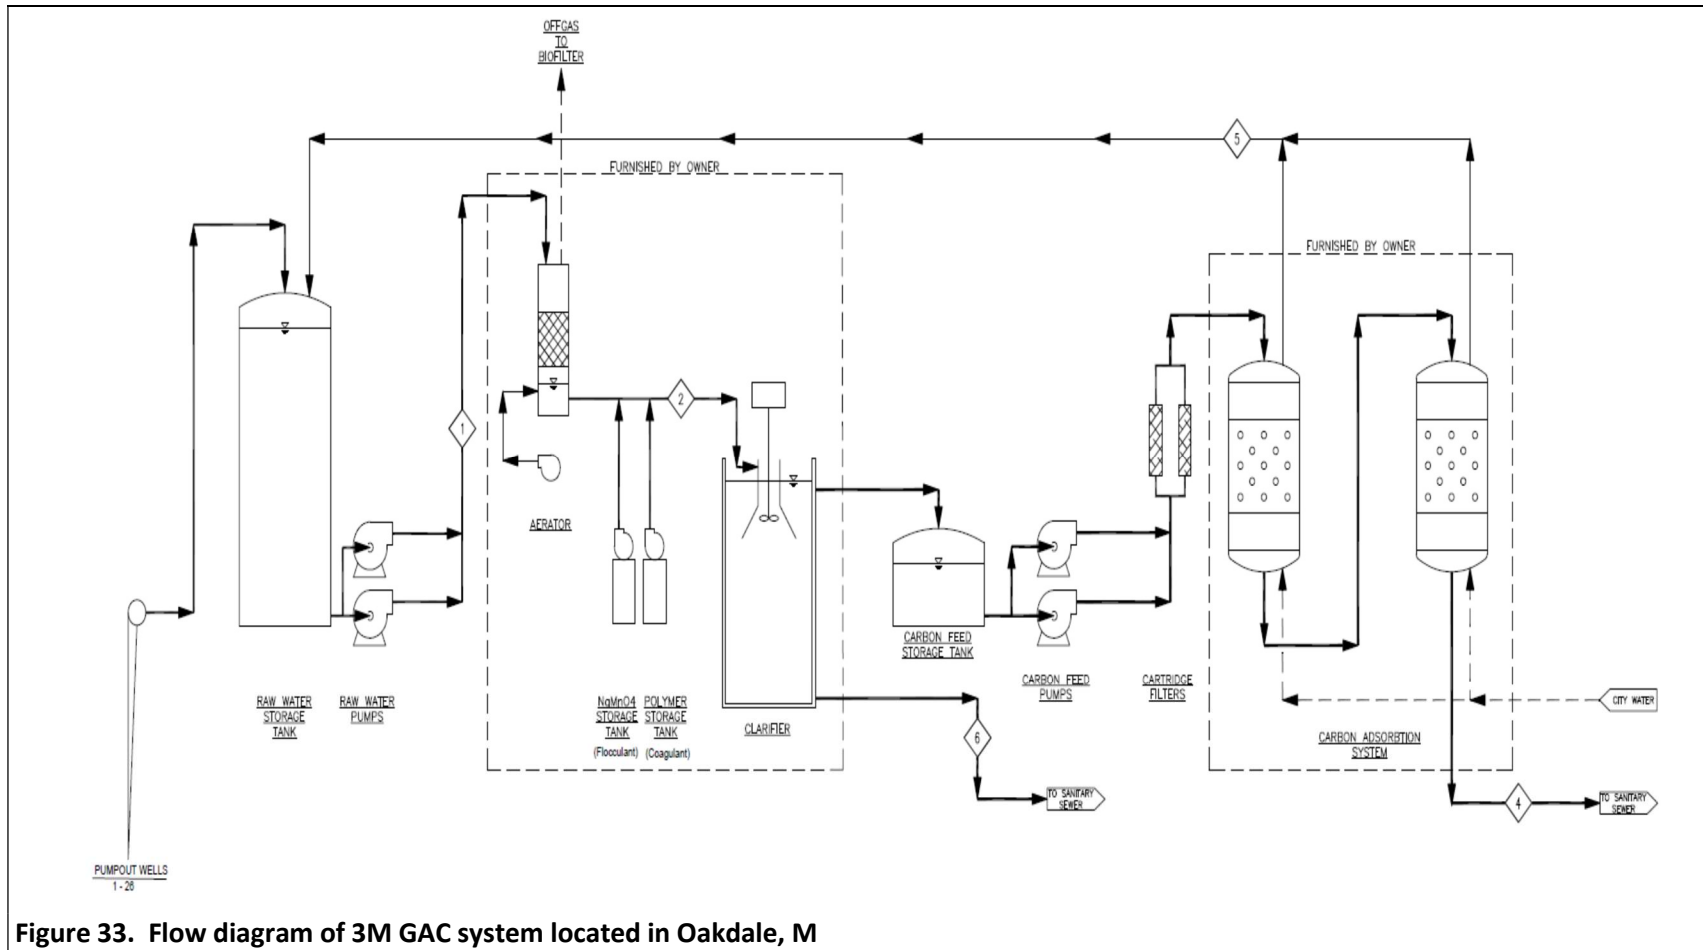 OFFGAS
TO
BIOFILTER
5
FURNISHED BY OWNER
FURNISHED BY OWNER
1
2
AERATOR
RAW WATER
STORAGE
TANK
RAW WATER
PUMPS
NaMnO4
STORAGE
TANK
(Flocculant)
POLYMER
STORAGE
TANK
(Coagulant)
CLARIFIER
CARBON FEED
STORAGE TANK
CARBON FEED
PUMPS
CARTRIDGE
FILTERS
CITY WATER
CARBON ADSORBTION
SYSTEM
6
TO SANITARY
SEWER
4
TO SANITARY
SEWER
PUMPOUT WELLS
1 - 26
Figure 33. Flow diagram of 3M GAC system located in Oakdale, M